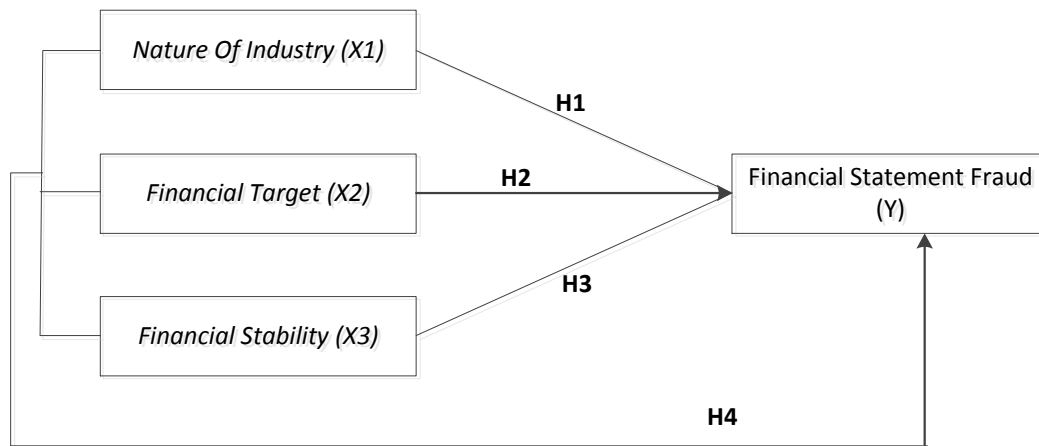 Nature Of Industry (X1)
H1
Financial Target (X2)
H2
Financial Statement Fraud
(Y)
H3
Financial Stability (X3)
H4